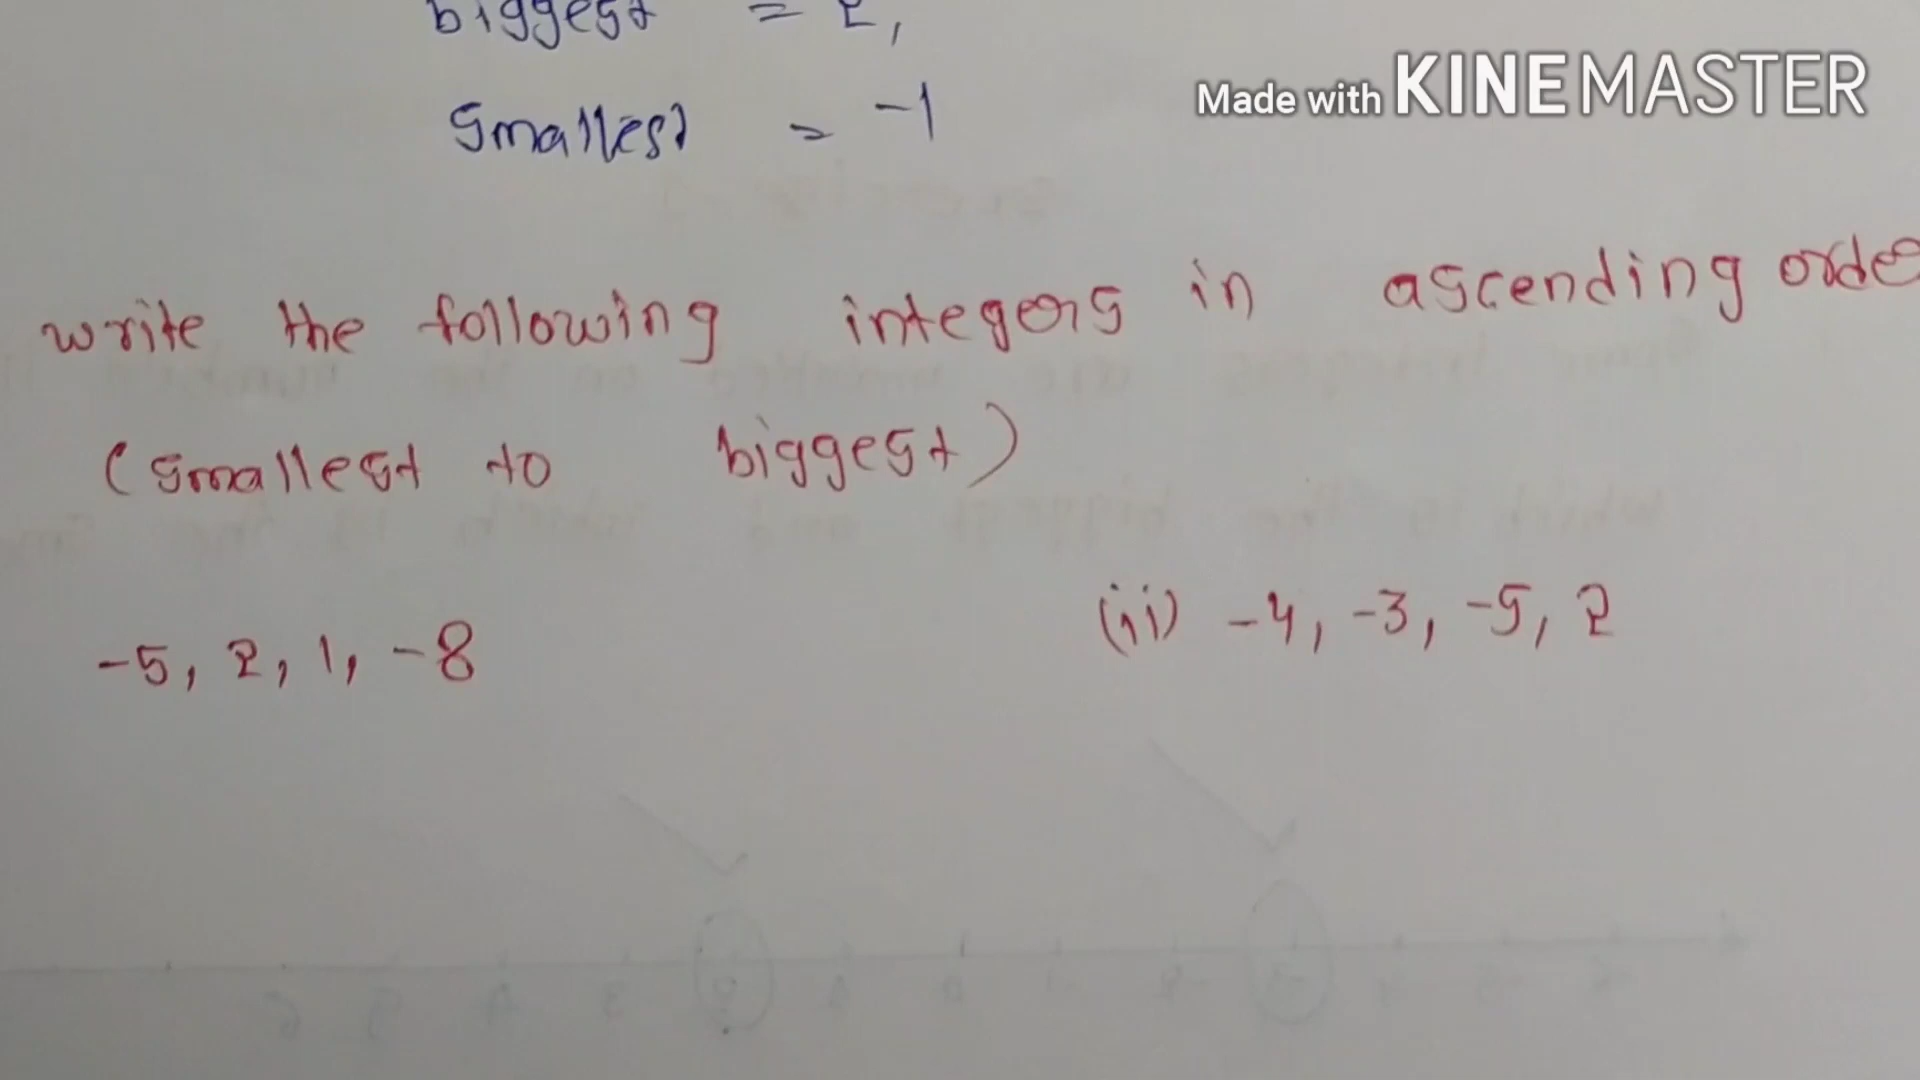 biggest = 2,
Made with KINEMASTER
Smallest = -1
write the following integers in ascending orde
(smallest to biggest)
(ii) -4, -3, -5, 2
-5, 2, 1, -8